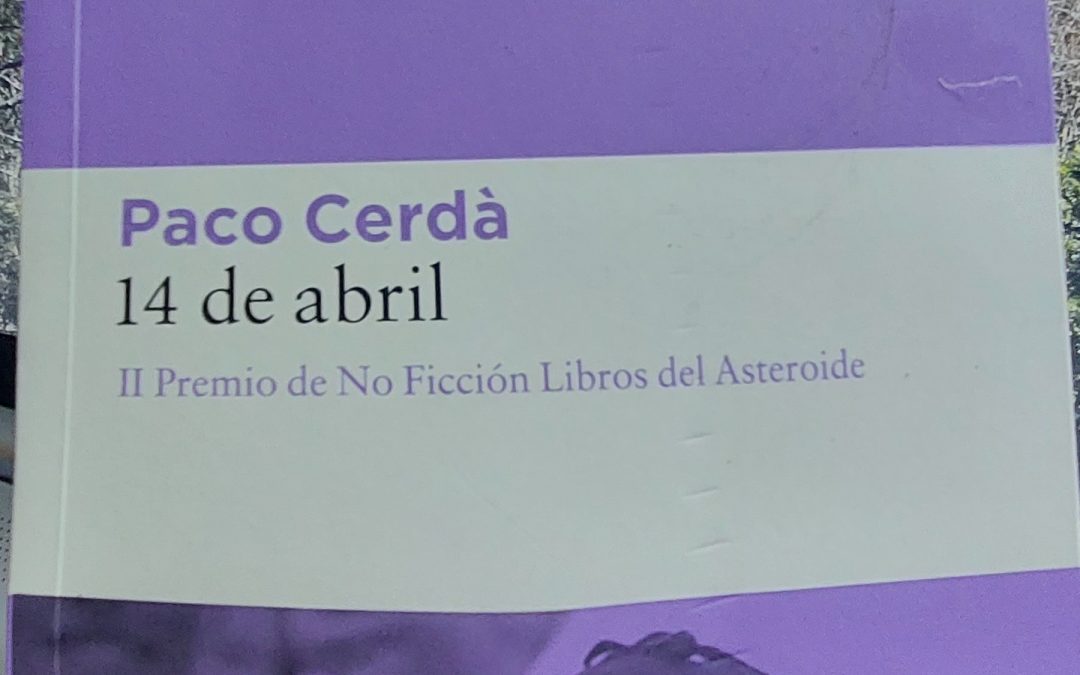 Paco Cerdà
14 de abril
II Premio de No Ficción Libros del Asteroide